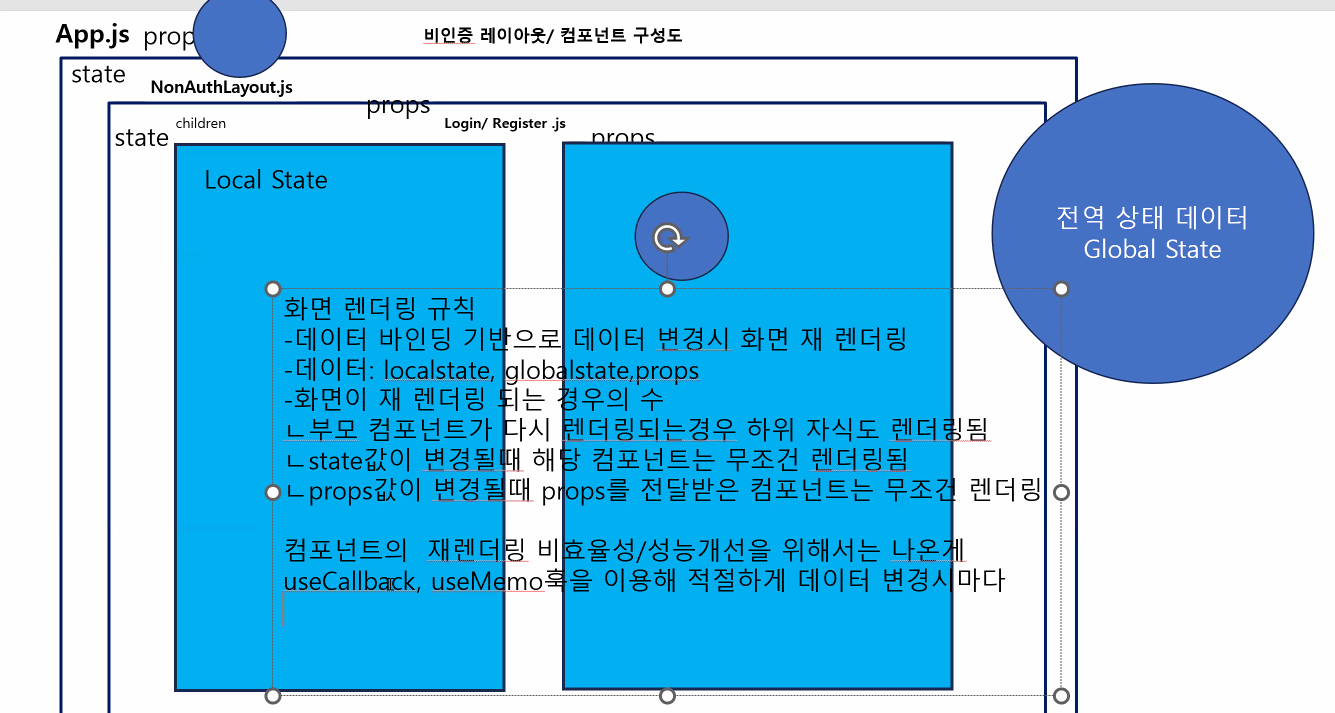 App.js prop
비인증 레이아웃/ 컴포넌트 구성도
state
NonAuthLayout.js
props
children
Login/ Register .js
state
props
Local State
전역 상태 데이터
Global State
화면 렌더링 규칙
-데이터 바인딩 기반으로 데이터 변경시 화면 재 렌더링
-데이터: localstate, globalstate,props
-화면이 재 렌더링 되는 경우의 수
ㄴ부모 컴포넌트가 다시 렌더링되는경우 하위 자식도 렌더링됨
ㄴstate값이 변경될때 해당 컴포넌트는 무조건 렌더링됨
ㄴprops값이 변경될때 props를 전달받은 컴포넌트는 무조건 렌더링
컴포넌트의 재렌더링 비효율성/성능개선을 위해서는 나온게
useCallback, useMemo훅을 이용해 적절하게 데이터 변경시마다